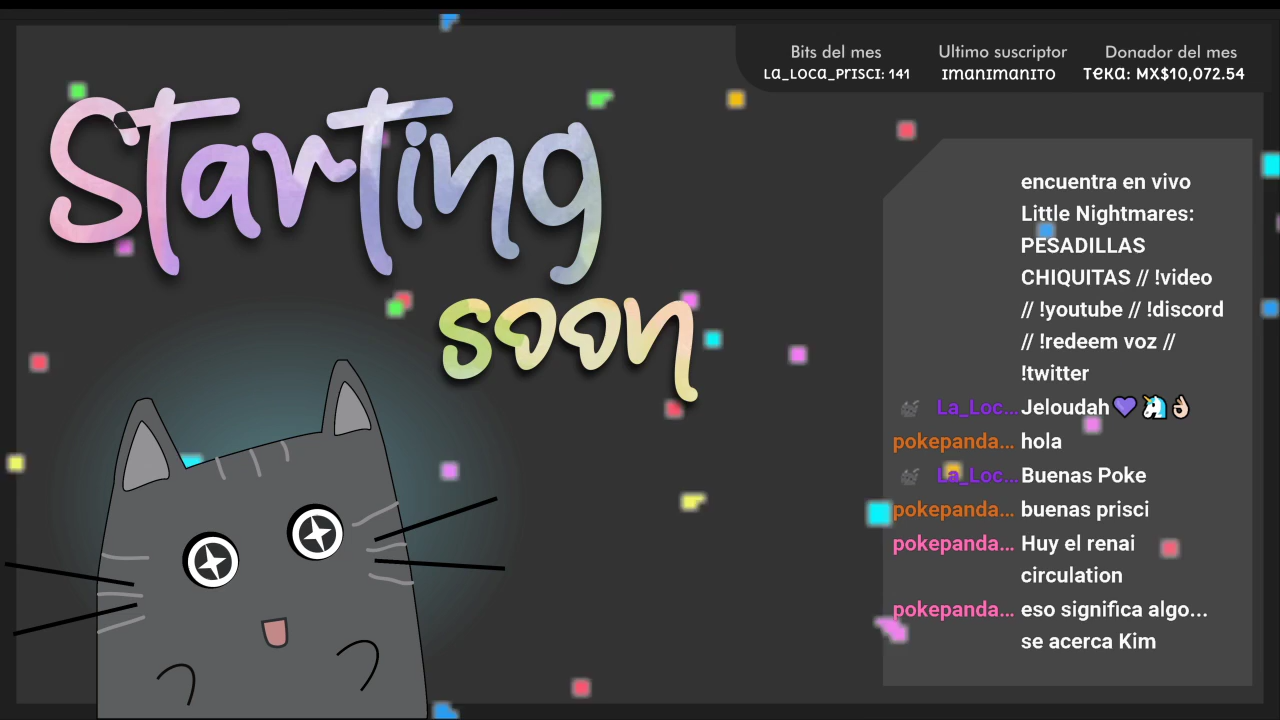 Bits del mes
La_Loca_Prisci: 141
Ultimo suscriptor
imanimanito
Donador del mes
Teka: MX$10,072.54
Starting
soon
encuentra en vivo
Little Nightmares:
PESADILLAS
CHIQUITAS // !video
// !youtube // !discord
// !redeem voz //
!twitter
La_Loc... Jeloudah💜🦄👌🏼
pokepanda... hola
La_Loc... Buenas Poke
pokepanda... buenas prisci
pokepanda... Huy el renai
circulation
pokepanda... eso significa algo...
se acerca Kim